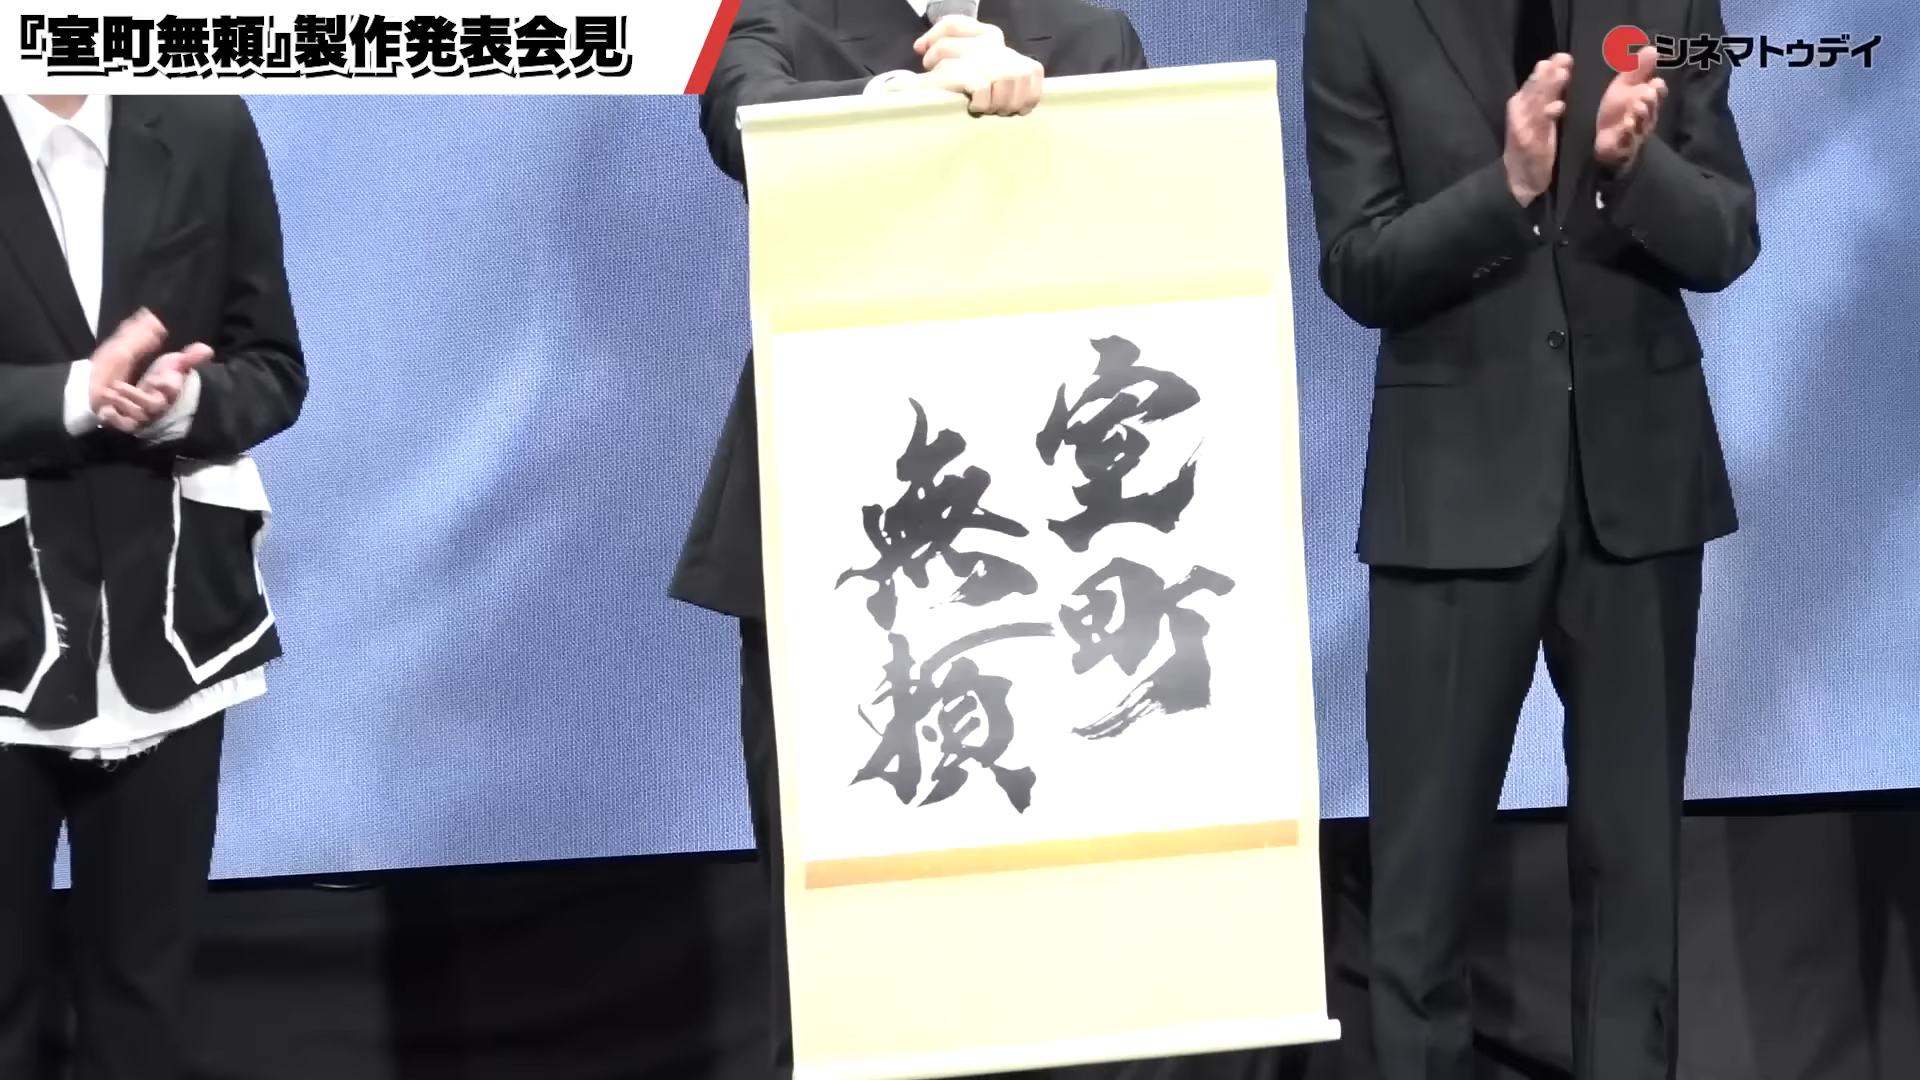 『室町無頼』製作発表会見
シネマトゥデイ
室町
無頼